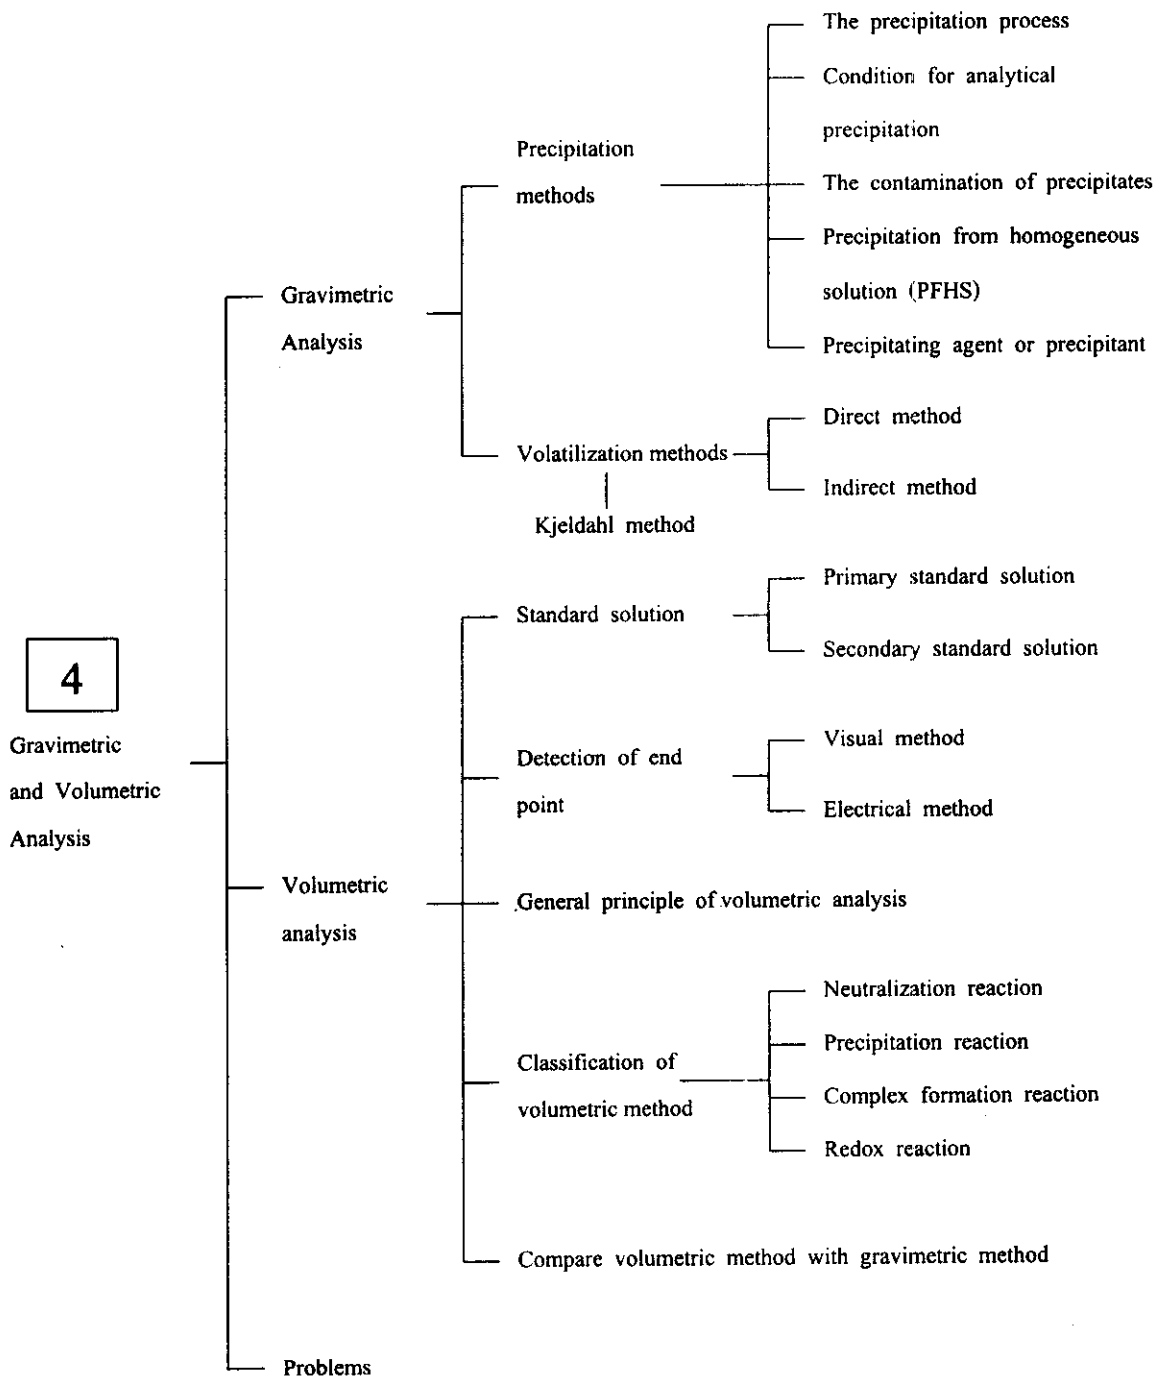 4
Gravimetric
and Volumetric
Analysis
Gravimetric
Analysis
Precipitation
methods
The precipitation process
Condition for analytical
precipitation
The contamination of precipitates
Precipitation from homogeneous
solution (PFHS)
Precipitating agent or precipitant
Volatilization methods
Kjeldahl method
Direct method
Indirect method
Volumetric
analysis
Standard solution
Primary standard solution
Secondary standard solution
Detection of end
point
Visual method
Electrical method
General principle of volumetric analysis
Classification of
volumetric method
Neutralization reaction
Precipitation reaction
Complex formation reaction
Redox reaction
Compare volumetric method with gravimetric method
Problems